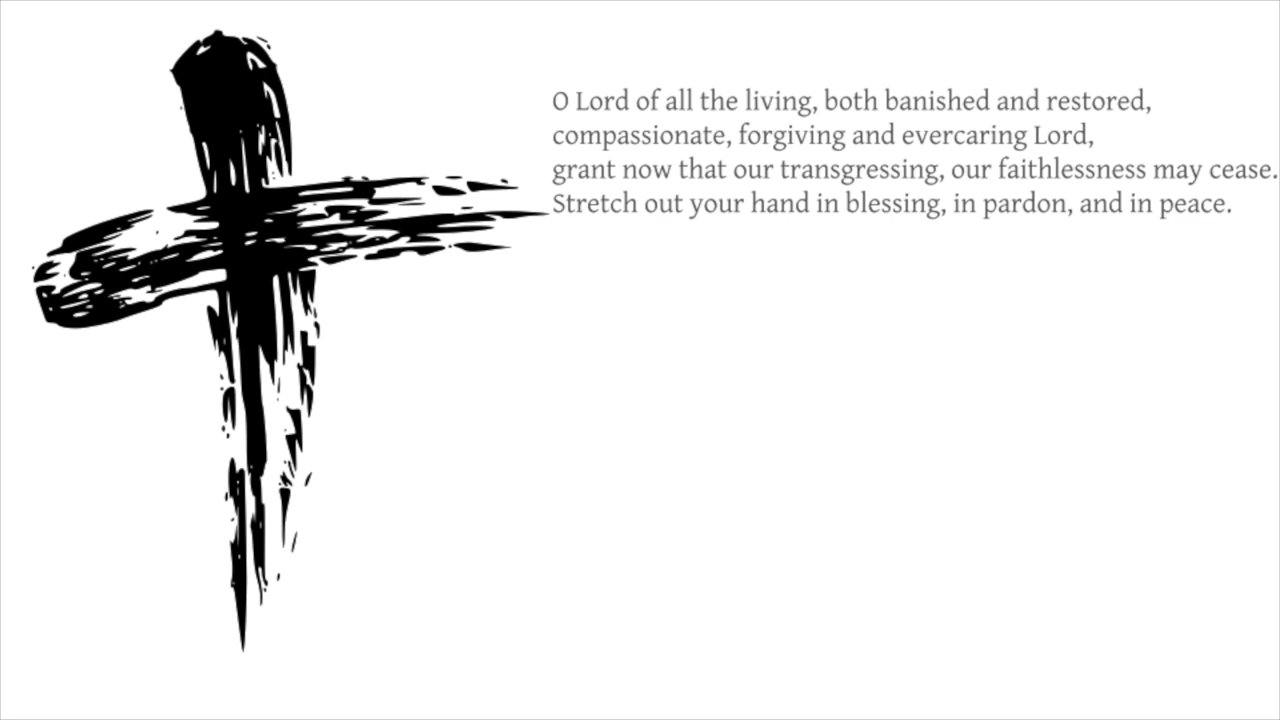 O Lord of all the living, both banished and restored,
compassionate, forgiving and evercaring Lord,
grant now that our transgressing, our faithlessness may cease.
Stretch out your hand in blessing, in pardon, and in peace.